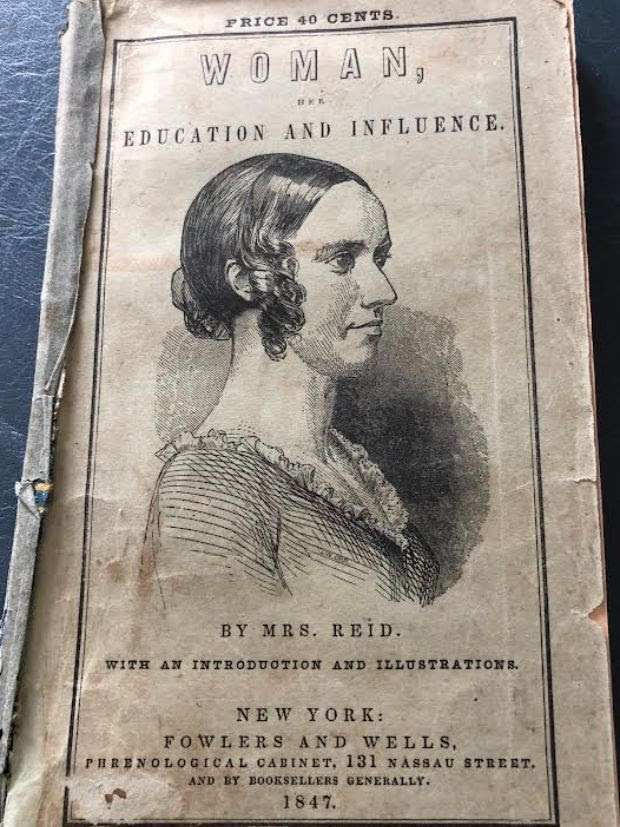 PRICE 40 CENTS.
WOMAN,
HER
EDUCATION AND INFLUENCE.
BY MRS. REID.
WITH AN INTRODUCTION AND ILLUSTRATIONS.
NEW YORK:
FOWLERS AND WELLS,
PHRENOLOGICAL CABINET, 131 NASSAU STREET.
AND BY BOOKSELLERS GENERALLY.
1847.